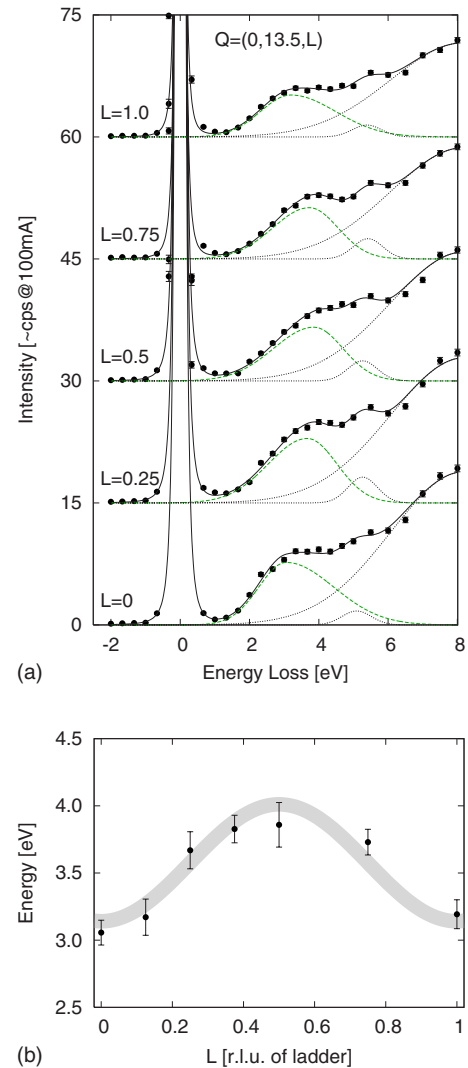 75
60
45
30
15
0
Intensity [~cps@100mA]
Q=(0,13.5,L)
L=1.0
L=0.75
L=0.5
L=0.25
L=0
-2 0 2 4 6 8
Energy Loss [eV]
(a)
4.5
4.0
3.5
3.0
2.5
Energy [eV]
0 0.2 0.4 0.6 0.8 1
L [r.l.u. of ladder]
(b)